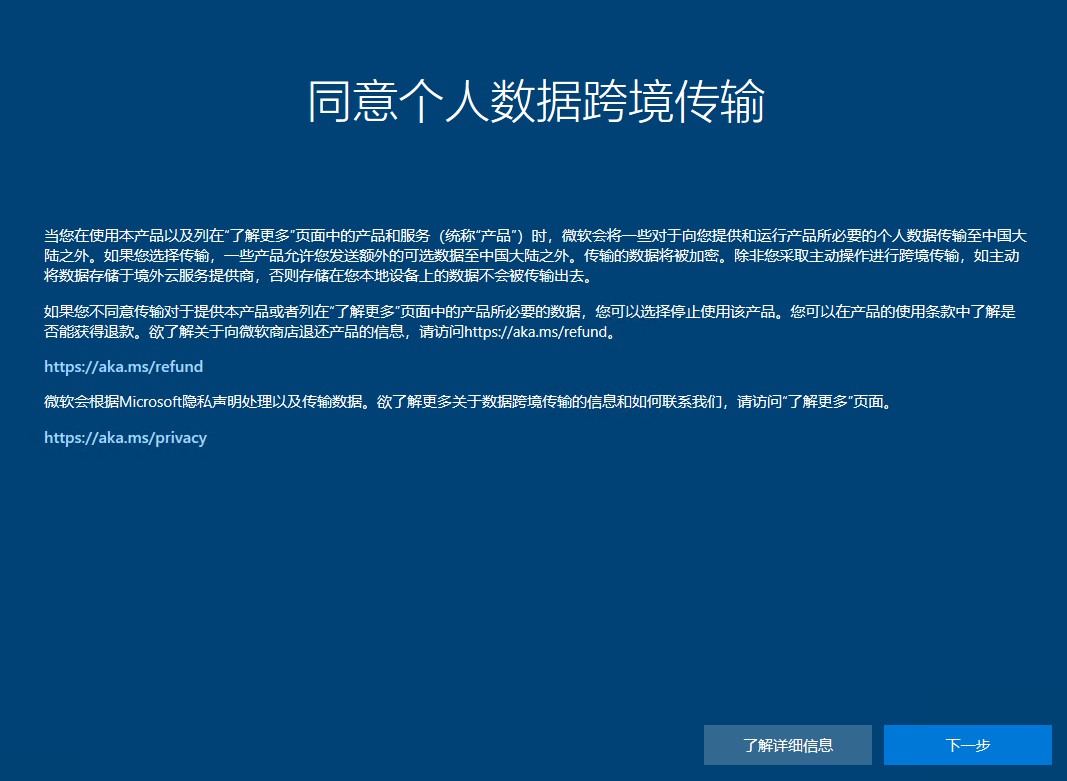 同意个人数据跨境传输
当您在使用本产品以及列在“了解更多”页面中的产品和服务（统称“产品”）时，微软会将一些对于向您提供和运行产品所必要的个人数据传输至中国大
陆之外。如果您选择传输，一些产品允许您发送额外的可选数据至中国大陆之外。传输的数据将被加密。除非您采取主动操作进行跨境传输，如主动
将数据存储于境外云服务提供商，否则存储在您本地设备上的数据不会被传输出去。
如果您不同意传输对于提供本产品或者列在“了解更多”页面中的产品所必要的数据，您可以选择停止使用该产品。您可以在产品的使用条款中了解是
否能获得退款。欲了解关于向微软商店退还产品的信息，请访问https://aka.ms/refund。
https://aka.ms/refund
微软会根据Microsoft隐私声明处理以及传输数据。欲了解更多关于数据跨境传输的信息和如何联系我们，请访问“了解更多”页面。
https://aka.ms/privacy
了解详细信息
下一步